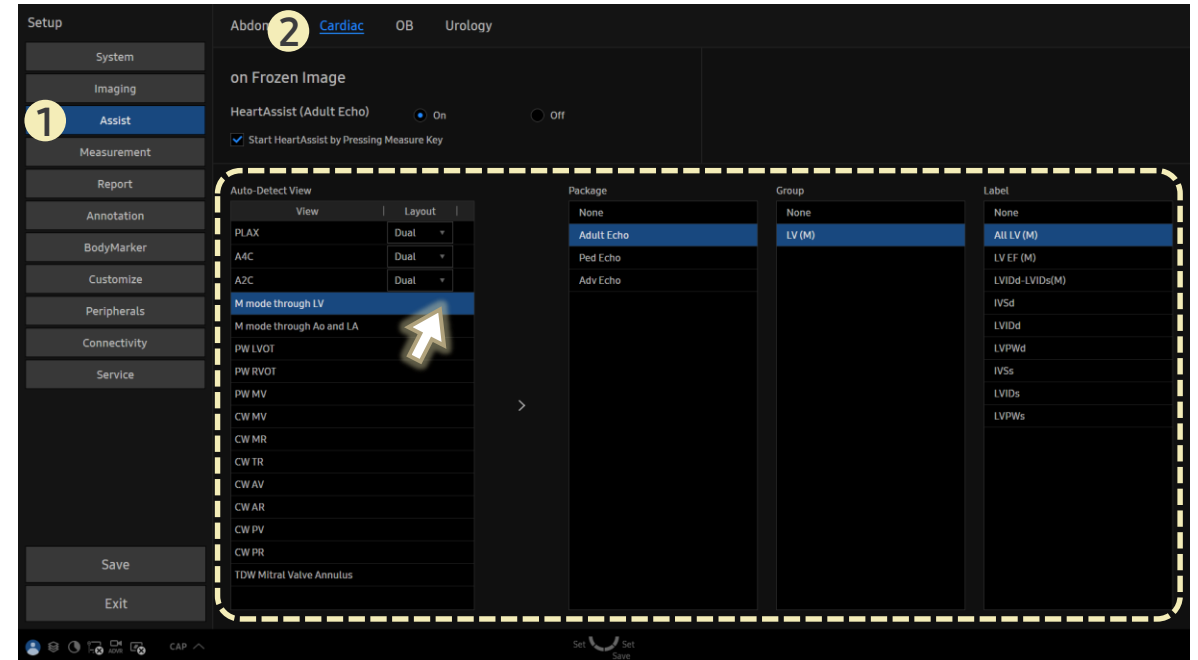 Setup
System
Imaging
Assist
Measurement
Report
Annotation
BodyMarker
Customize
Peripherals
Connectivity
Service
Save
Exit
1
2
Cardiac
OB
Urology
on Frozen Image
HeartAssist (Adult Echo)
On
Off
Start HeartAssist by Pressing Measure Key
Auto-Detect View
View
Layout
PLAX
Dual
A4C
Dual
A2C
Dual
M mode through LV
M mode through Ao and LA
PW LVOT
PW RVOT
PW MV
CW MV
CW MR
CW TR
CW AV
CW AR
CW PV
CW PR
TDW Mitral Valve Annulus
>
Package
None
Adult Echo
Ped Echo
Adv Echo
Group
None
LV (M)
Label
None
All LV (M)
LV EF (M)
LVIDd-LVIDs(M)
IVSd
LVIDd
LVPWd
IVSs
LVIDs
LVPWs
CAP
Set
Set
Save